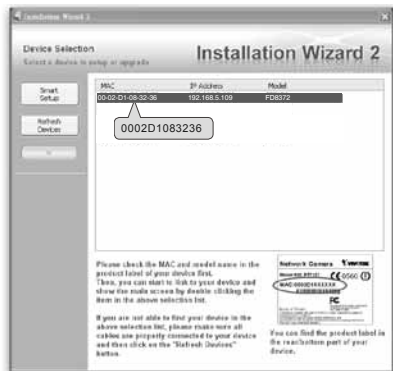 Installation Wizard 2
Device Selection
Select a device to setup or upgrade
Installation Wizard 2
Smart
Setup
Refresh
Devices
MAC IP Address Model
00-02-D1-08-32-36 192.168.5.109 FD8372
0002D1083236
Please check the MAC and model name in the
product label of your device first.
Then, you can start to link to your device and
show the main screen by double clicking the
item in the above selection list.
If you are not able to find your device in the
above selection list, please make sure all
cables are properly connected to your device
and then click on the "Refresh Devices"
button.
Network Camera VIVOTEK
You can find the product label in
the rear/bottom part of your
device.